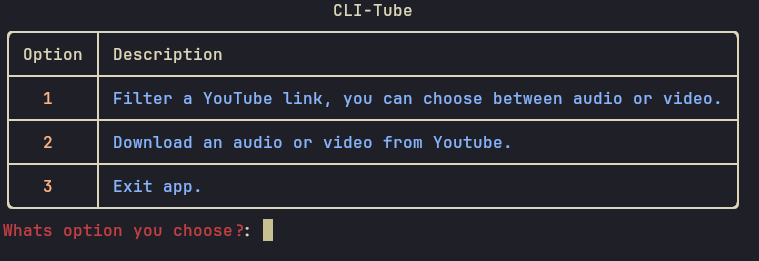 CLI-Tube
Option Description
1 Filter a YouTube link, you can choose between audio or video.
2 Download an audio or video from Youtube.
3 Exit app.
Whats option you choose?: